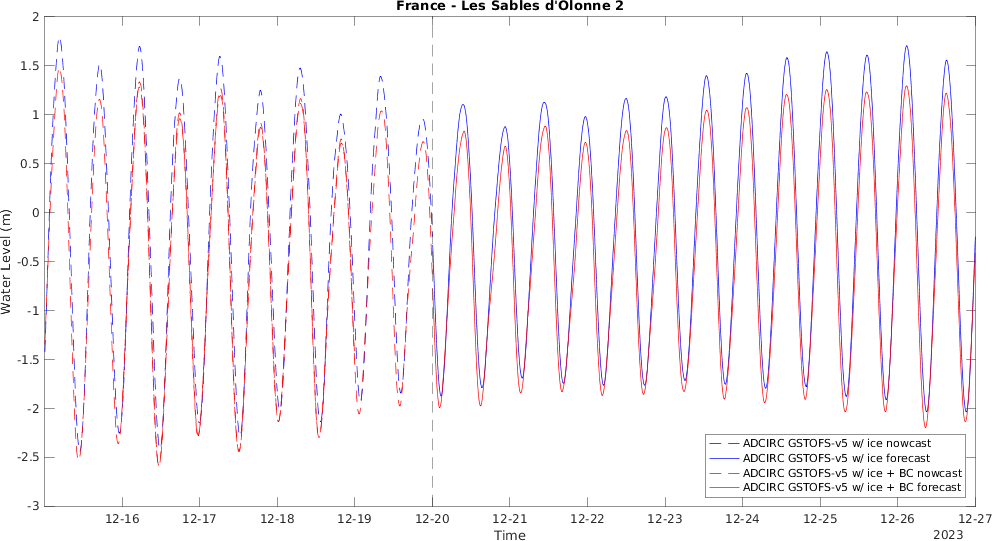 France - Les Sables d'Olonne 2
2
1.5
1
0.5
0
-0.5
-1
-1.5
-2
-2.5
-3
Water Level (m)
ADCIRC GSTOFS-v5 w/ ice nowcast
ADCIRC GSTOFS-v5 w/ ice forecast
ADCIRC GSTOFS-v5 w/ ice + BC nowcast
ADCIRC GSTOFS-v5 w/ ice + BC forecast
12-16 12-17 12-18 12-19 12-20 12-21 12-22 12-23 12-24 12-25 12-26 12-27
Time
2023